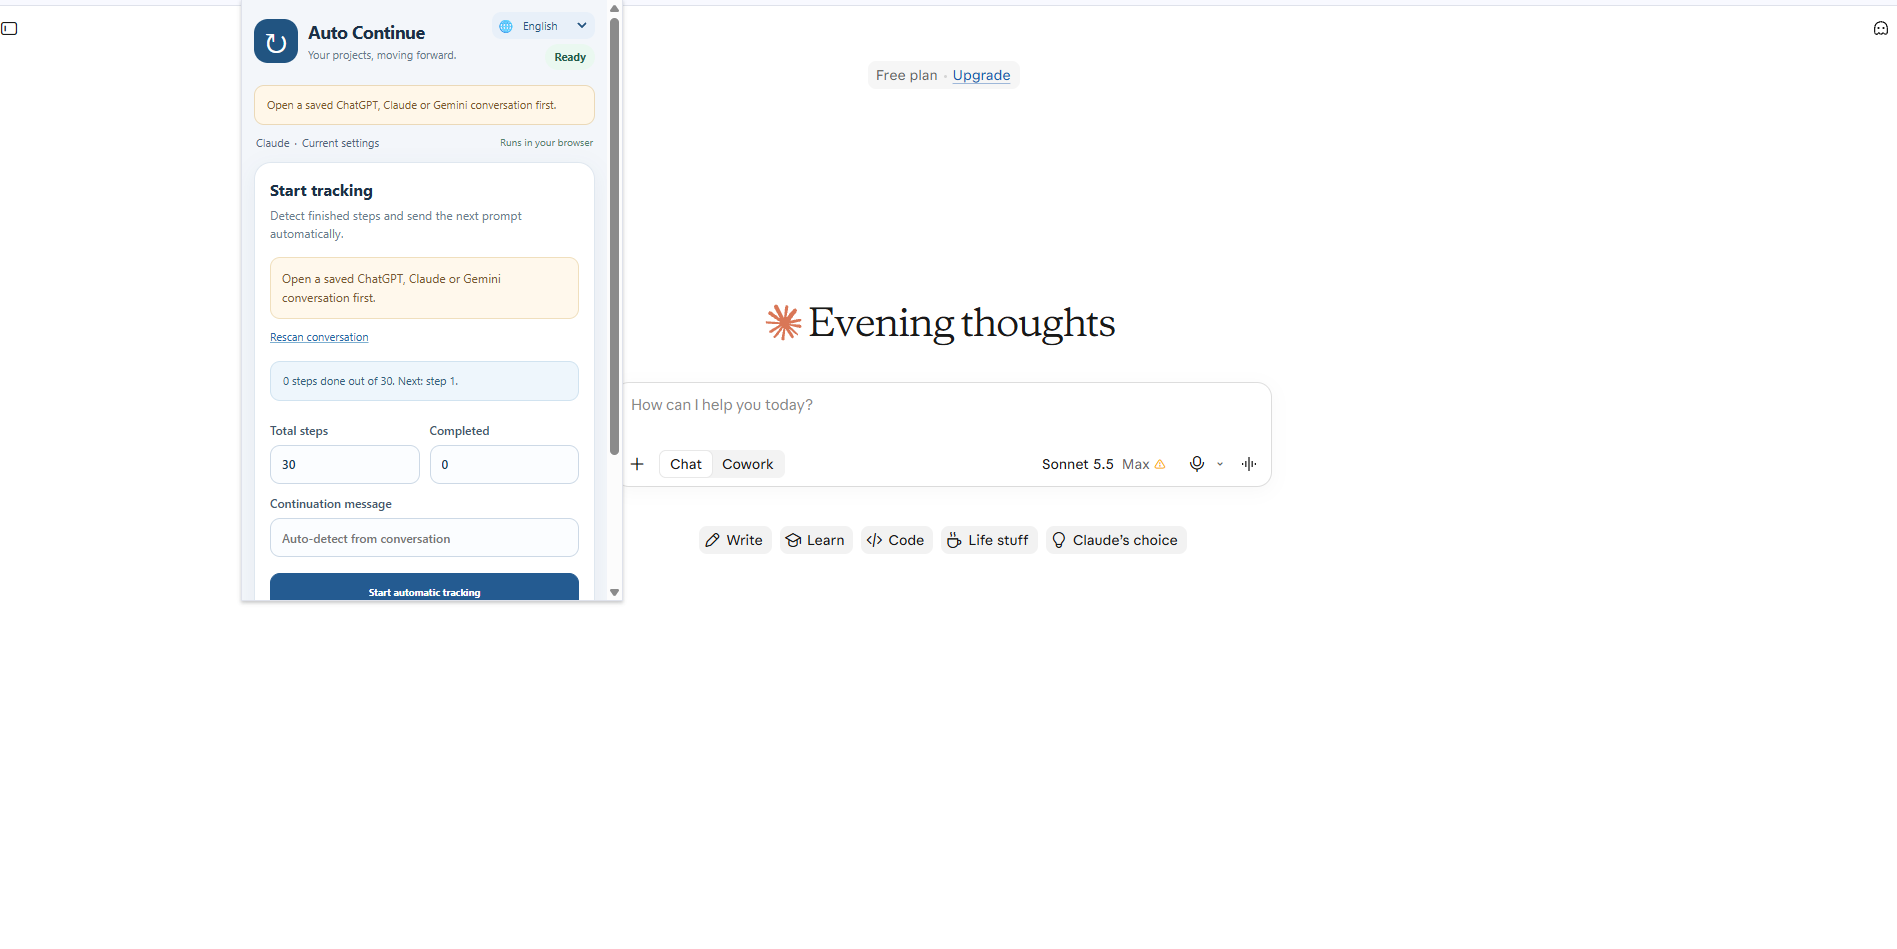 Auto Continue
Your projects, moving forward.
English
Ready
Open a saved ChatGPT, Claude or Gemini conversation first.
Claude · Current settings
Runs in your browser
Start tracking
Detect finished steps and send the next prompt
automatically.
Open a saved ChatGPT, Claude or Gemini
conversation first.
Rescan conversation
0 steps done out of 30. Next: step 1.
Total steps
Completed
30
0
Continuation message
Auto-detect from conversation
Start automatic tracking
Free plan · Upgrade
Evening thoughts
How can I help you today?
Chat
Cowork
Sonnet 5.5 Max
Write
Learn
Code
Life stuff
Claude's choice